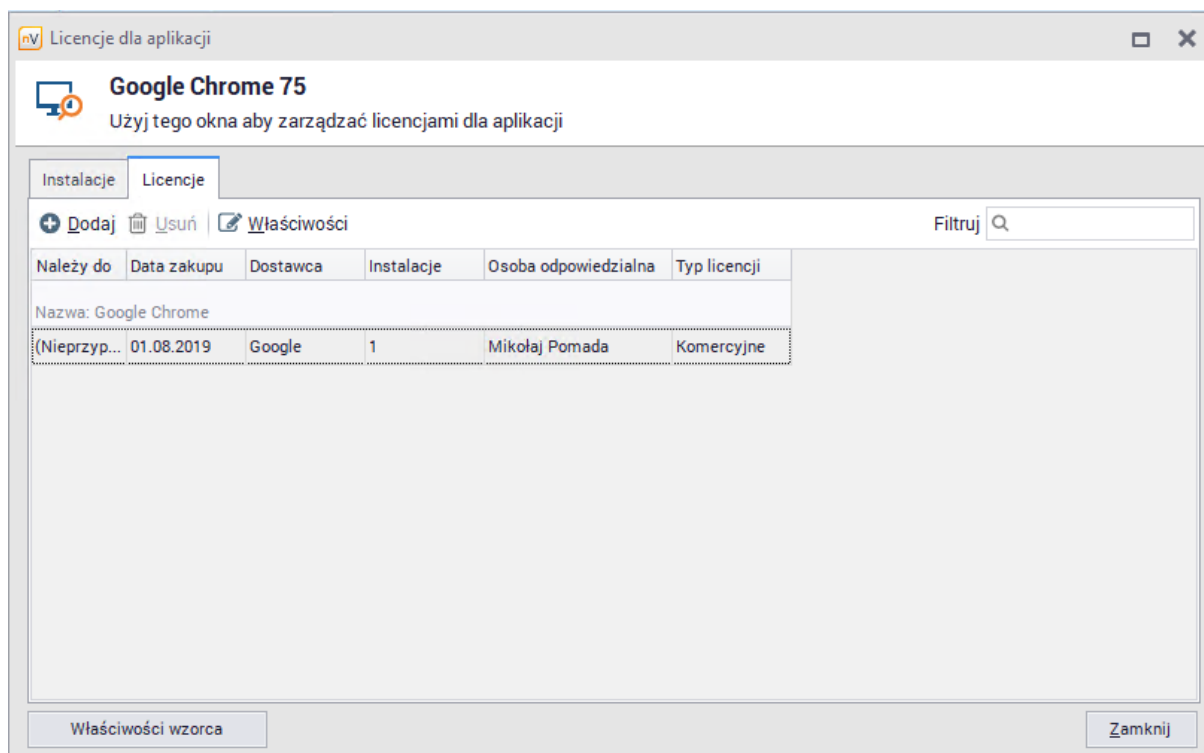 nV Licencje dla aplikacji
Google Chrome 75
Użyj tego okna aby zarządzać licencjami dla aplikacji
Instalacje Licencje
Dodaj Usuń Właściwości Filtruj
Należy do Data zakupu Dostawca Instalacje Osoba odpowiedzialna Typ licencji
Nazwa: Google Chrome
(Nieprzyp... 01.08.2019 Google 1 Mikołaj Pomada Komercyjne
Właściwości wzorca Zamknij